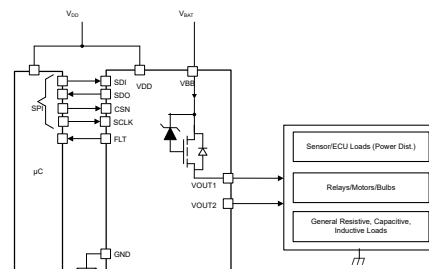 VDD
VBAT
SDI
SDO
CSN
SCLK
FLT
VDD
VBB
SPI
µC
VOUT1
VOUT2
GND
Sensor/ECU Loads (Power Dist.)
Relays/Motors/Bulbs
General Resistive, Capacitive,
Inductive Loads